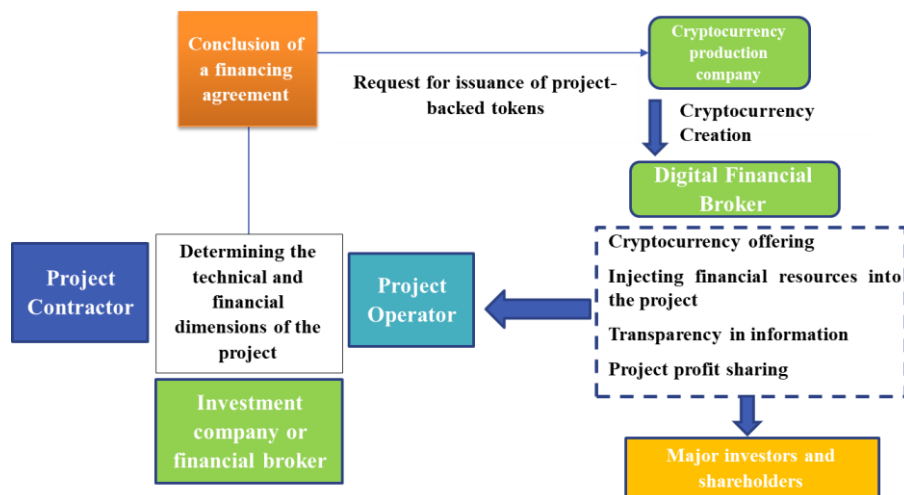 Conclusion of
a financing
agreement
Request for issuance of project-
backed tokens
Cryptocurrency
production
company
Cryptocurrency
Creation
Digital Financial
Broker
Cryptocurrency offering
Injecting financial resources into
the project
Transparency in information
Project profit sharing
Project
Contractor
Determining the
technical and
financial
dimensions of the
project
Project
Operator
Investment
company or
financial broker
Major investors and
shareholders